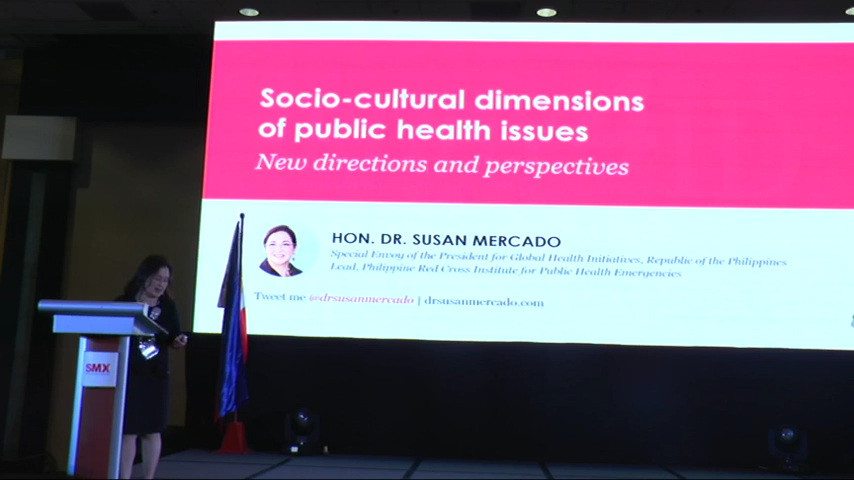 Socio-cultural dimensions
of public health issues
New directions and perspectives
HON. DR. SUSAN MERCADO
Special Envoy of the President for Global Health Initiatives, Republic of the Philippines
Lead, Philippine Red Cross Institute for Public Health Emergencies
Tweet me @drsusanmercado | drsusanmercado.com
SMX